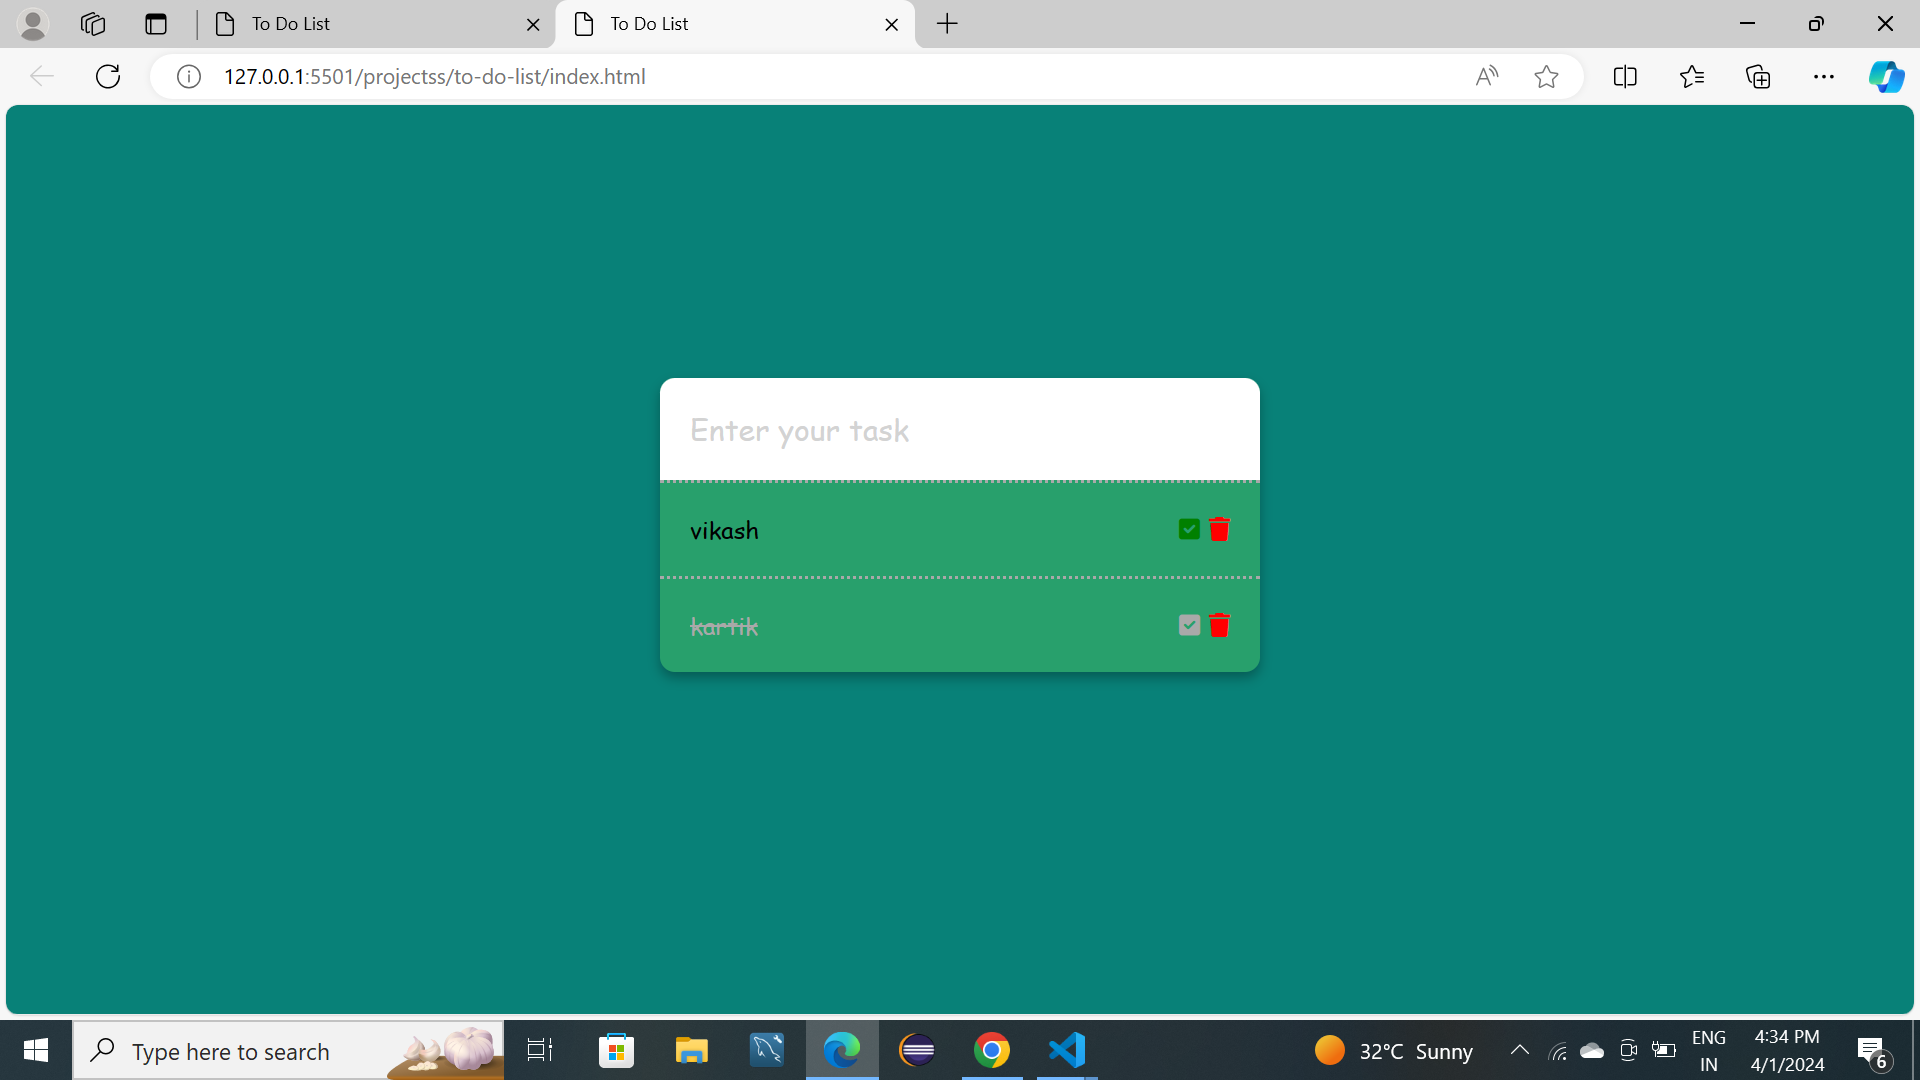 To Do List
To Do List
127.0.0.1:5501/projectss/to-do-list/index.html
Enter your task
vikash
kartik
Type here to search
32°C Sunny
ENG
IN
4:34 PM
4/1/2024
6